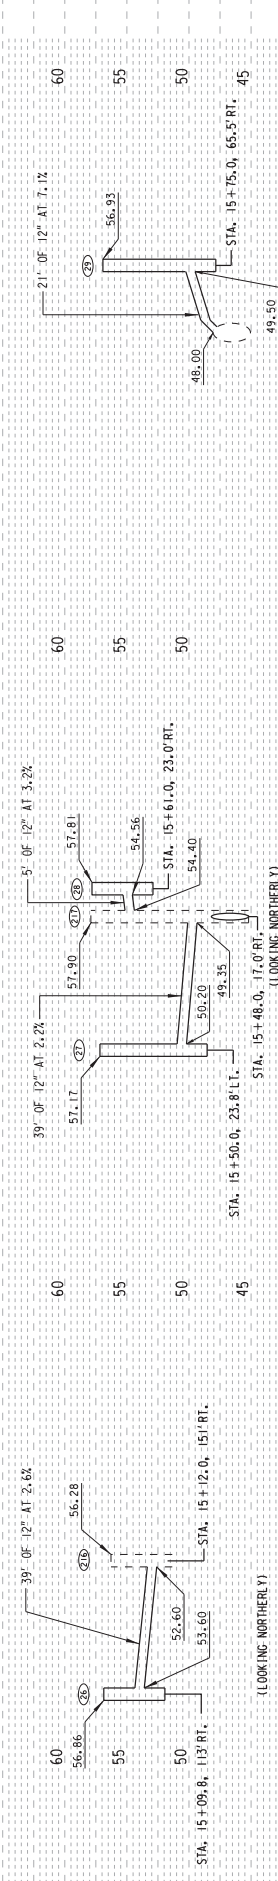 39' OF 12" AT 2.6%
60
55
50
56.86
26
216
56.28
52.60
53.60
STA. 15+09.8, 113' RT.
STA. 15+12.0, 151' RT.
(LOOKING NORTHERLY)
39' OF 12" AT 2.2%
5' OF 12" AT 3.2%
60
55
50
45
57.17
27
57.90
217
28
57.81
54.56
54.40
50.20
49.35
STA. 15+50.0, 23.8' LT.
STA. 15+48.0, 17.0' RT.
STA. 15+61.0, 23.0' RT.
(LOOKING NORTHERLY)
60
55
50
21' OF 12" AT 7.1%
29
56.93
48.00
49.50
STA. 15+75.0, 65.5' RT.
60
55
50
45